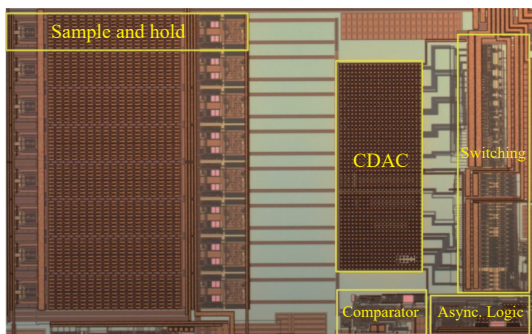 Sample and hold
CDAC
Switching
Comparator
Async. Logic